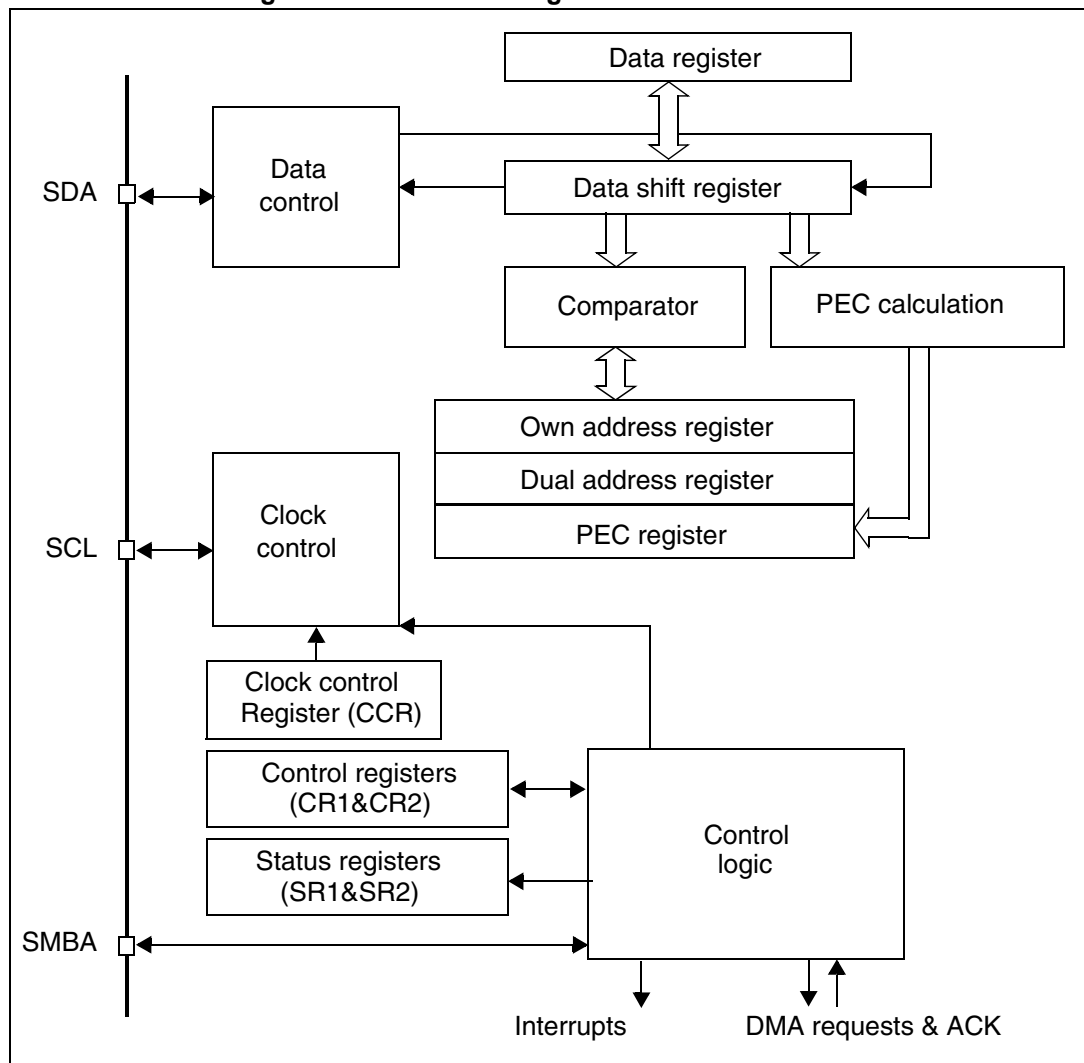 Data register
Data
control
SDA
Data shift register
Comparator
PEC calculation
Own address register
Dual address register
PEC register
Clock
control
SCL
Clock control
Register (CCR)
Control registers
(CR1&CR2)
Status registers
(SR1&SR2)
Control
logic
SMBA
Interrupts
DMA requests & ACK